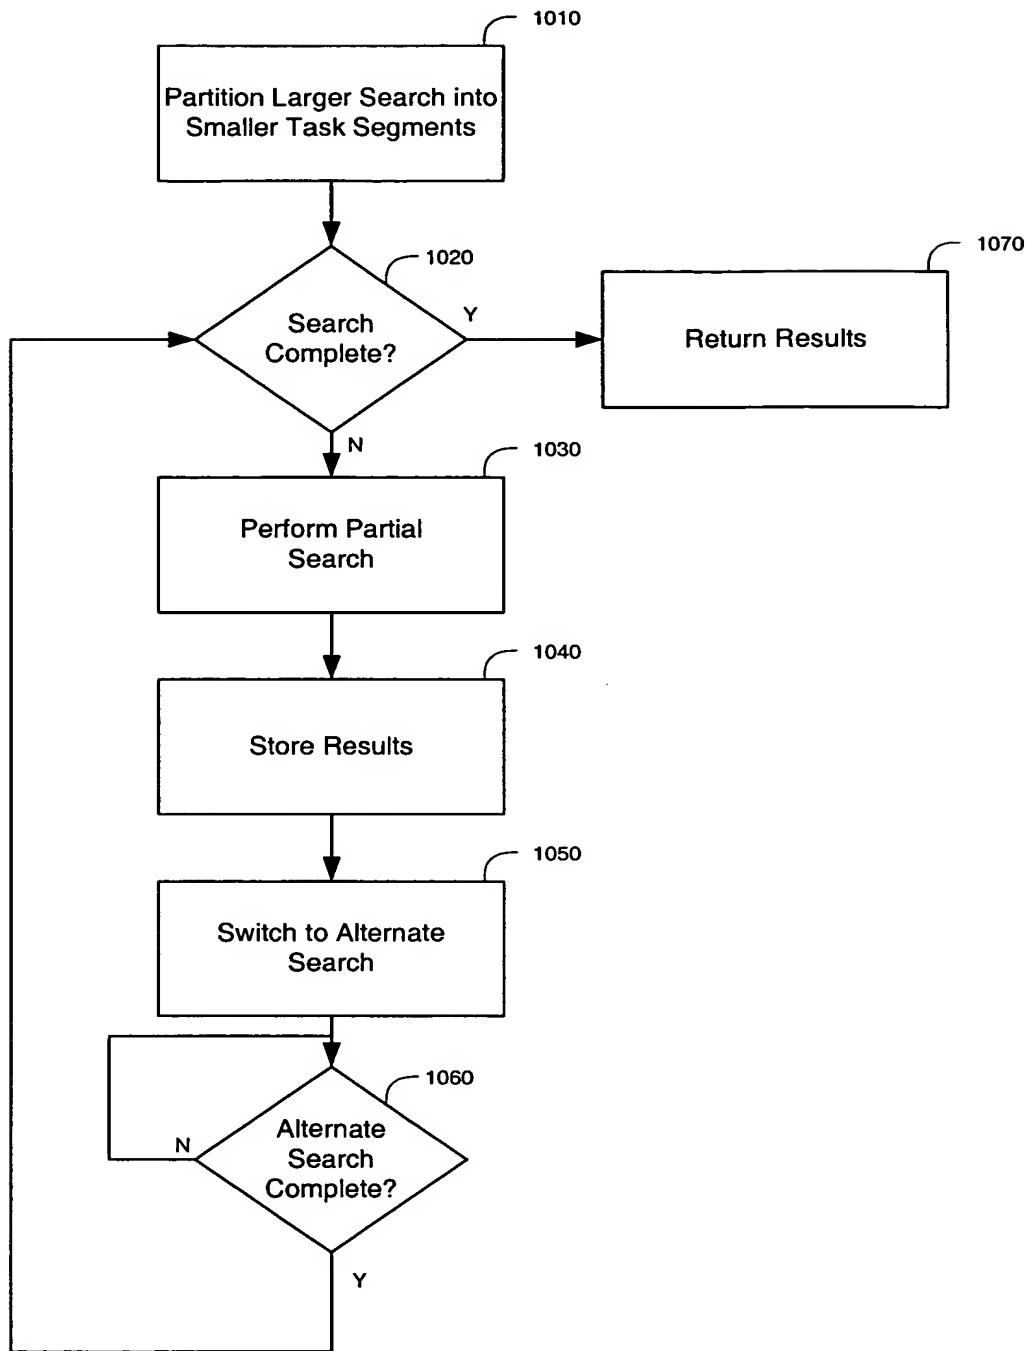 1010
Partition Larger Search into
Smaller Task Segments
1020
1070
Search
Complete?
Y
Return Results
N
1030
Perform Partial
Search
1040
Store Results
1050
Switch to Alternate
Search
1060
Alternate
Search
Complete?
N
Y